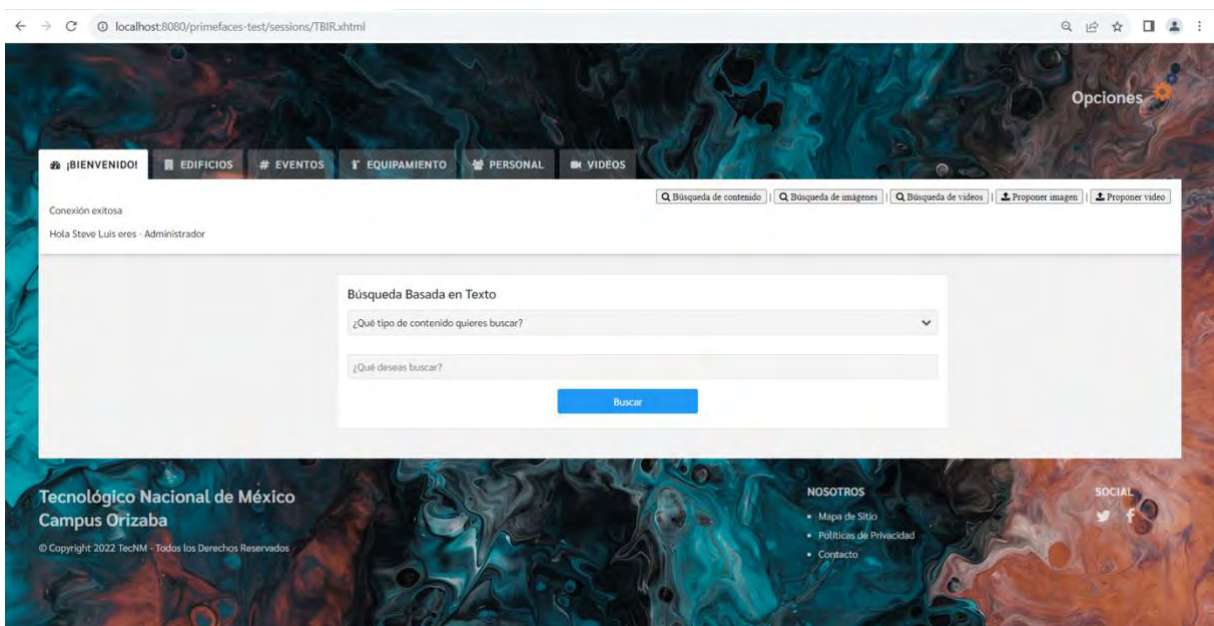 localhost:8080/primefaces-test/sessions/TBIR.xhtml
Opciones
¡BIENVENIDO! EDIFICIOS # EVENTOS EQUIPAMIENTO PERSONAL VIDEOS
Búsqueda de contenido | Búsqueda de imágenes | Búsqueda de videos | Proponer imagen | Proponer video
Conexión exitosa
Hola Steve Luis eres - Administrador
Búsqueda Basada en Texto
¿Qué tipo de contenido quieres buscar?
¿Qué deseas buscar?
Buscar
Tecnológico Nacional de México
Campus Orizaba
© Copyright 2022 TecNM - Todos los Derechos Reservados
NOSOTROS
• Mapa de Sitio
• Políticas de Privacidad
• Contacto
SOCIAL